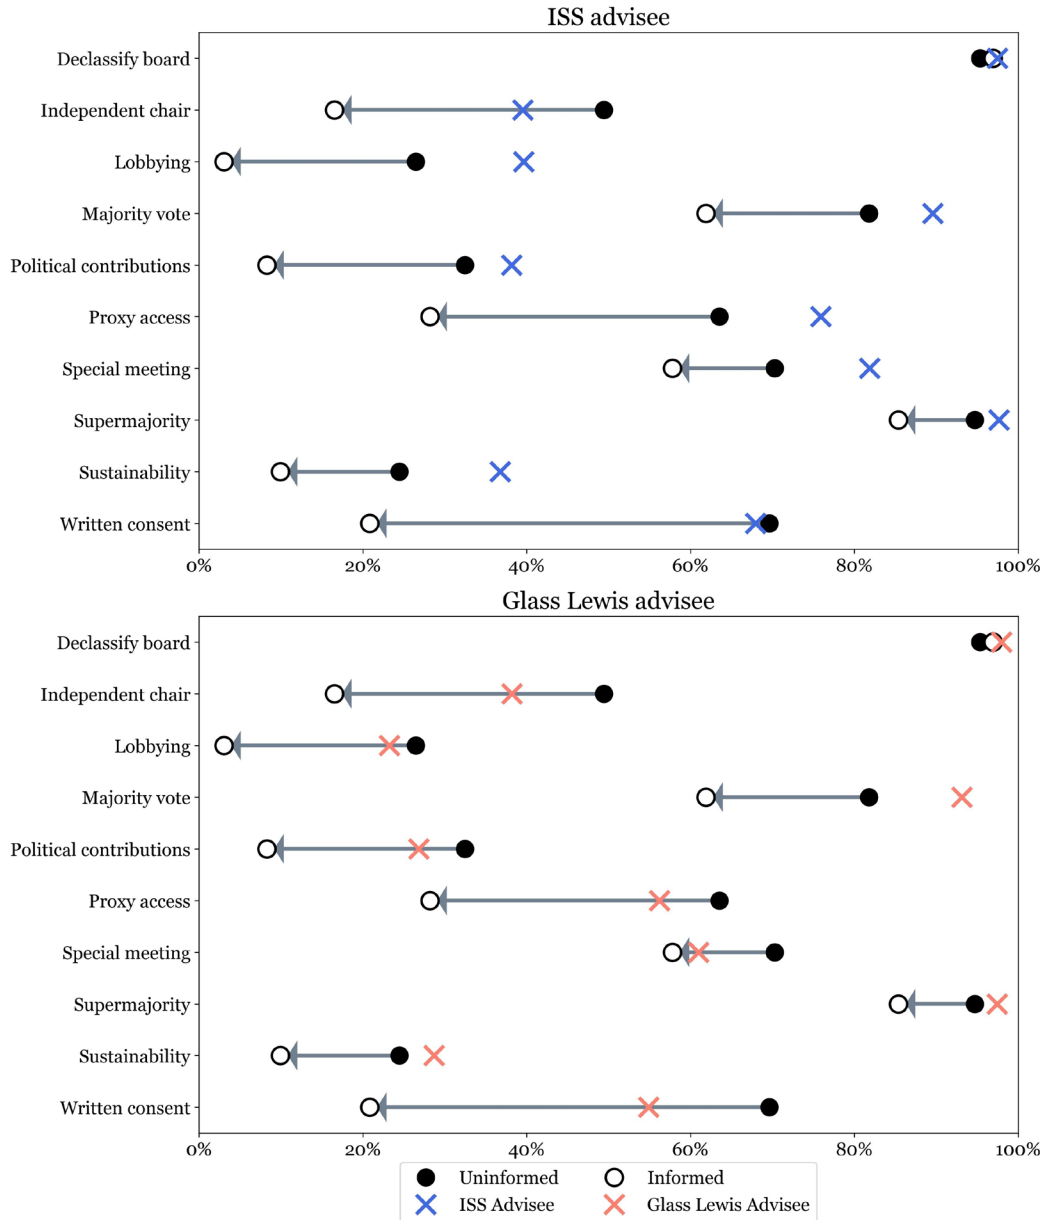 ISS advisee
Declassify board
Independent chair
Lobbying
Majority vote
Political contributions
Proxy access
Special meeting
Supermajority
Sustainability
Written consent
0% 20% 40% 60% 80% 100%
Glass Lewis advisee
Declassify board
Independent chair
Lobbying
Majority vote
Political contributions
Proxy access
Special meeting
Supermajority
Sustainability
Written consent
0% 20% 40% 60% 80% 100%
Uninformed Informed
ISS Advisee Glass Lewis Advisee